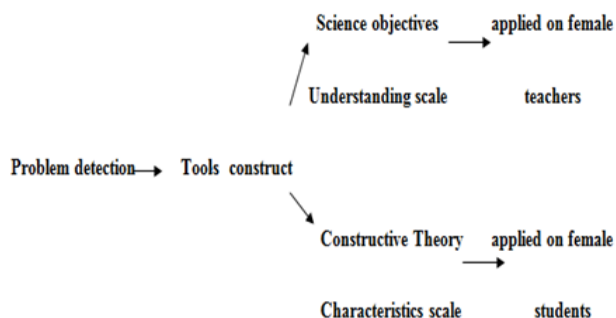 Science objectives applied on female
Understanding scale teachers
Problem detection Tools construct
Constructive Theory applied on female
Characteristics scale students